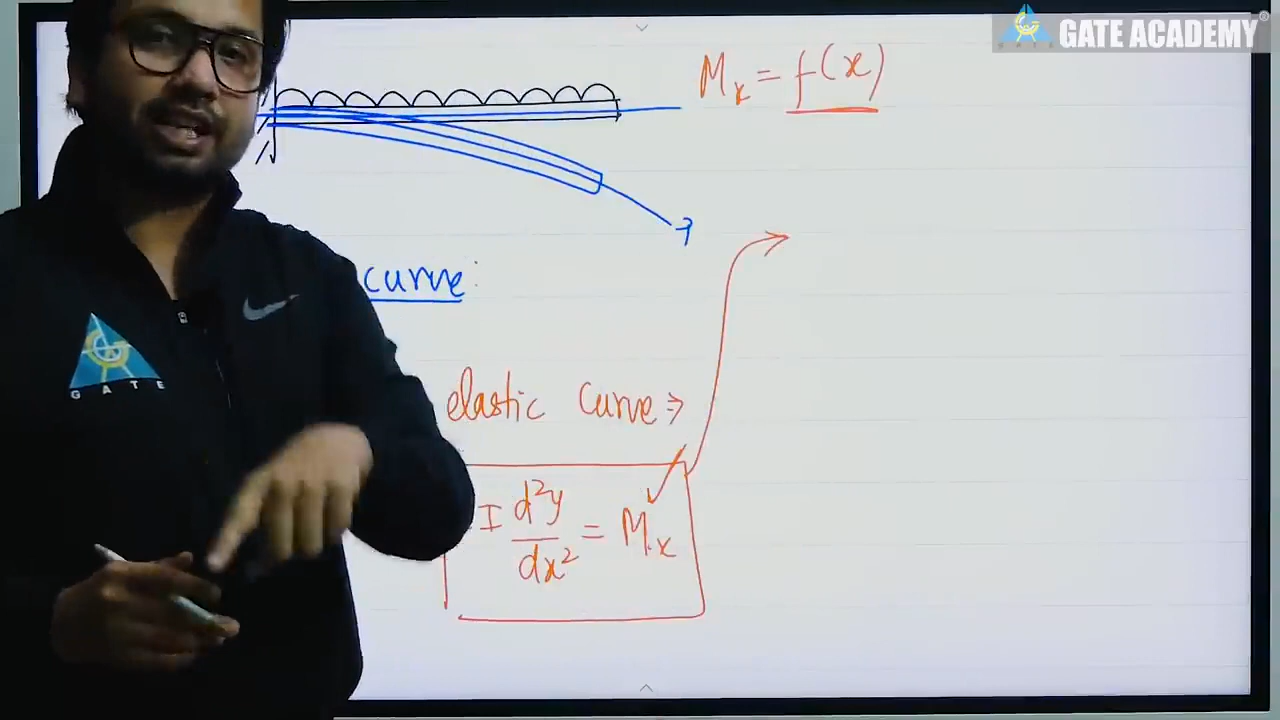 GATE ACADEMY
Mx = f(x)
curve:
elastic Curve ⇒
I d²y/dx² = Mx
GATE